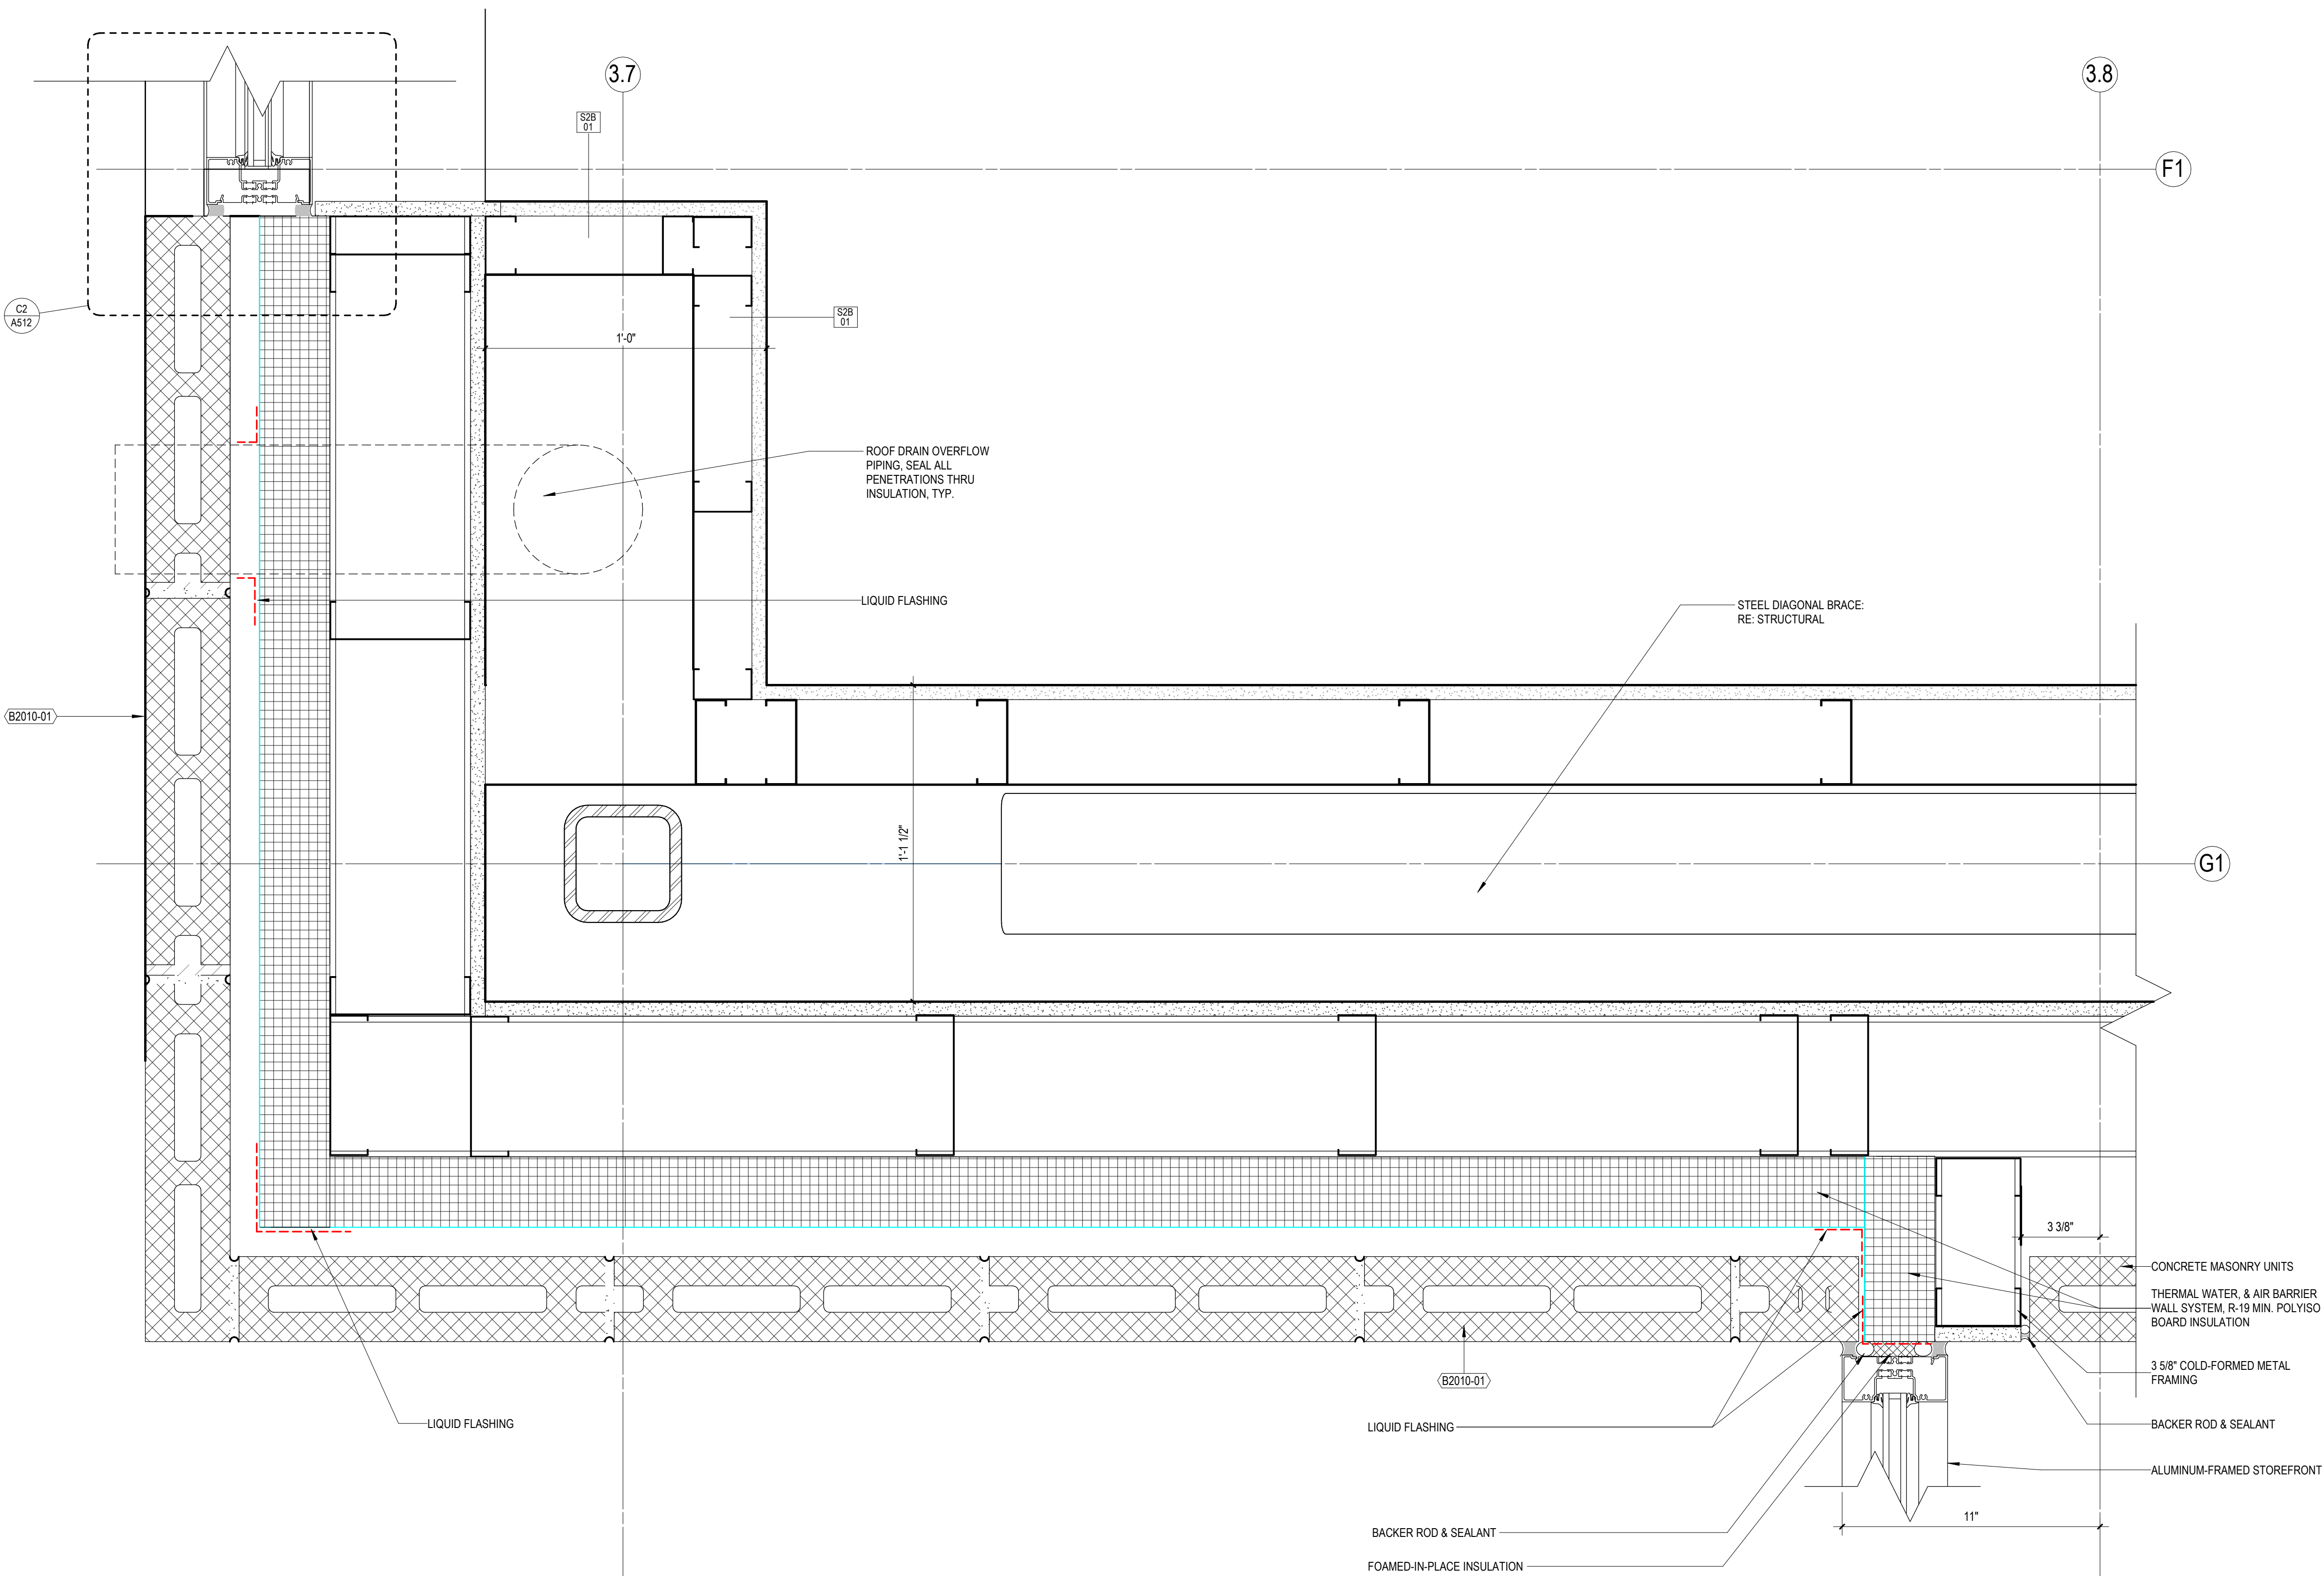 3.7
3.8
S2B
01
F1
C2
A512
S2B
01
1'-0"
ROOF DRAIN OVERFLOW
PIPING, SEAL ALL
PENETRATIONS THRU
INSULATION, TYP.
LIQUID FLASHING
STEEL DIAGONAL BRACE:
RE: STRUCTURAL
B2010-01
1'-1 1/2"
G1
3 3/8"
CONCRETE MASONRY UNITS
THERMAL WATER, & AIR BARRIER
WALL SYSTEM, R-19 MIN. POLYISO
BOARD INSULATION
3 5/8" COLD-FORMED METAL
FRAMING
B2010-01
LIQUID FLASHING
LIQUID FLASHING
BACKER ROD & SEALANT
ALUMINUM-FRAMED STOREFRONT
11"
BACKER ROD & SEALANT
FOAMED-IN-PLACE INSULATION